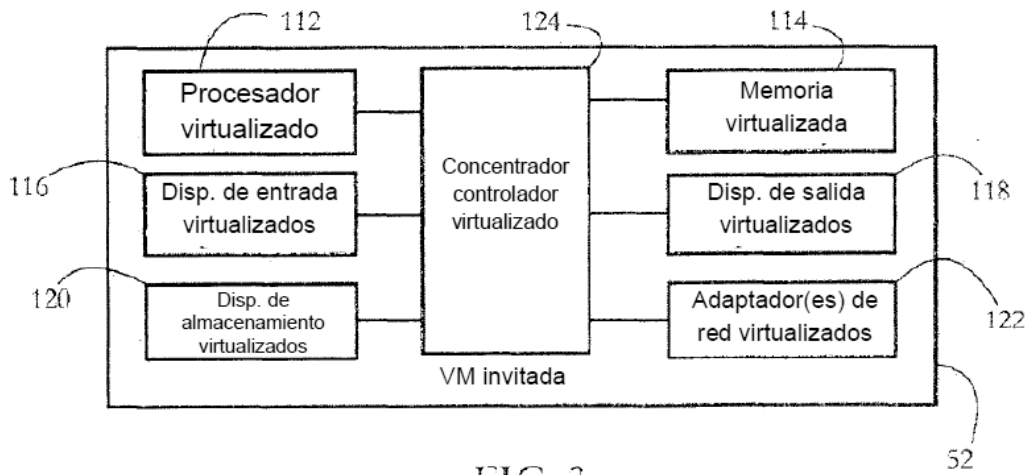 112
124
114
Procesador
virtualizado
Memoria
virtualizada
Concentrador
controlador
virtualizado
116
Disp. de entrada
virtualizados
Disp. de salida
virtualizados
118
120
Disp. de
almacenamiento
virtualizados
Adaptador(es) de
red virtualizados
122
VM invitada
52